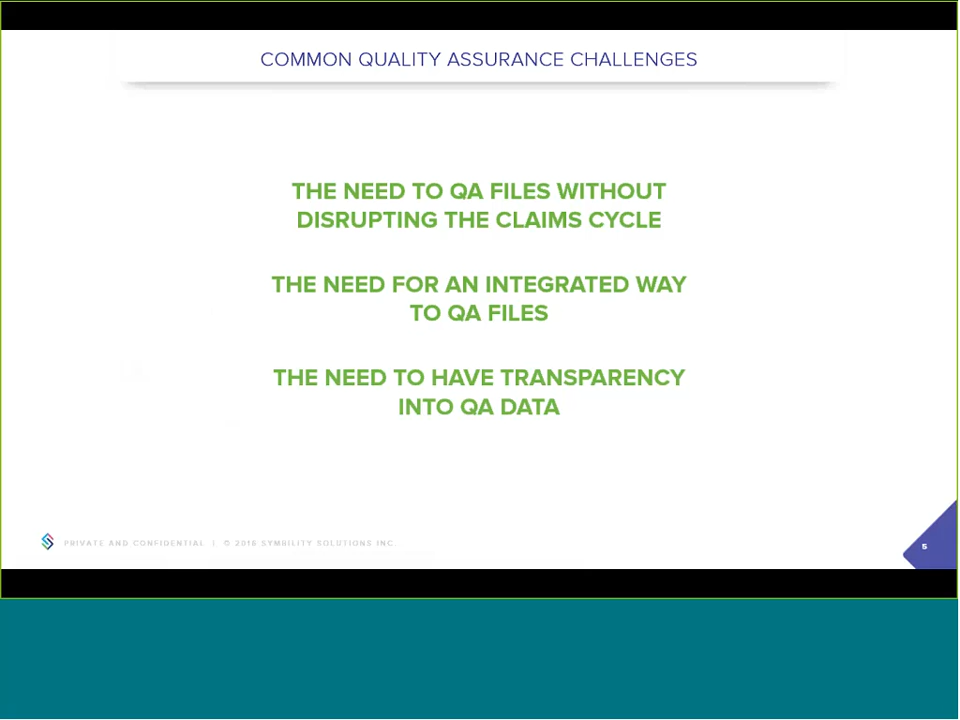 COMMON QUALITY ASSURANCE CHALLENGES
THE NEED TO QA FILES WITHOUT
DISRUPTING THE CLAIMS CYCLE
THE NEED FOR AN INTEGRATED WAY
TO QA FILES
THE NEED TO HAVE TRANSPARENCY
INTO QA DATA
PRIVATE AND CONFIDENTIAL | © 2016 SYMBILITY SOLUTIONS INC.
5